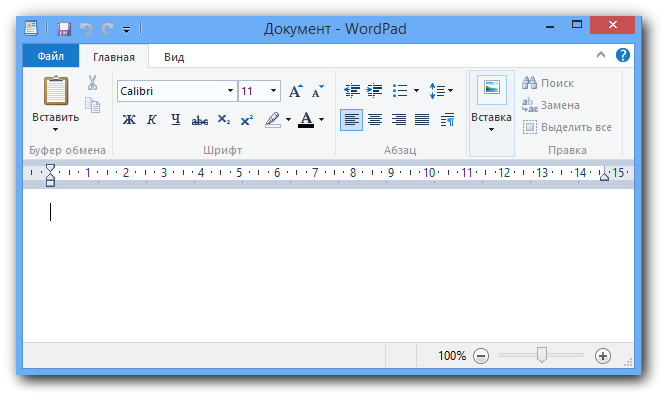 Документ - WordPad
Файл Главная Вид
Вставить
Буфер обмена
Calibri 11
Ж К Ч abc X₂ X² A
Шрифт
Абзац
Вставка
Поиск
Замена
Выделить все
Правка
1 2 3 4 5 6 7 8 9 10 11 12 13 14 15
100%